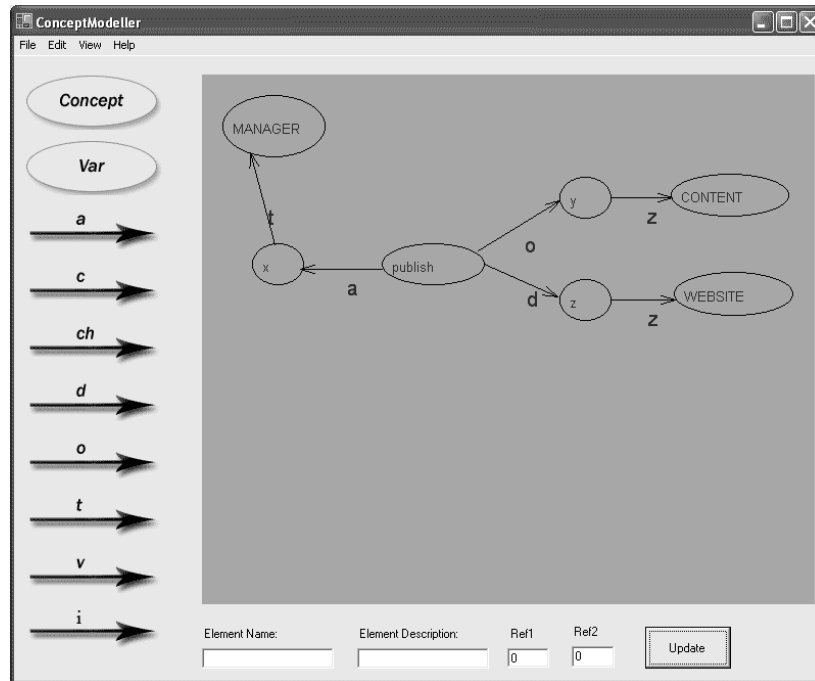 ConceptModeller
File Edit View Help
Concept
Var
a
c
ch
d
o
t
v
i
MANAGER
t
x
a
publish
o
y
z
CONTENT
d
z
z
WEBSITE
Element Name:
Element Description:
Ref1
Ref2
0
0
Update